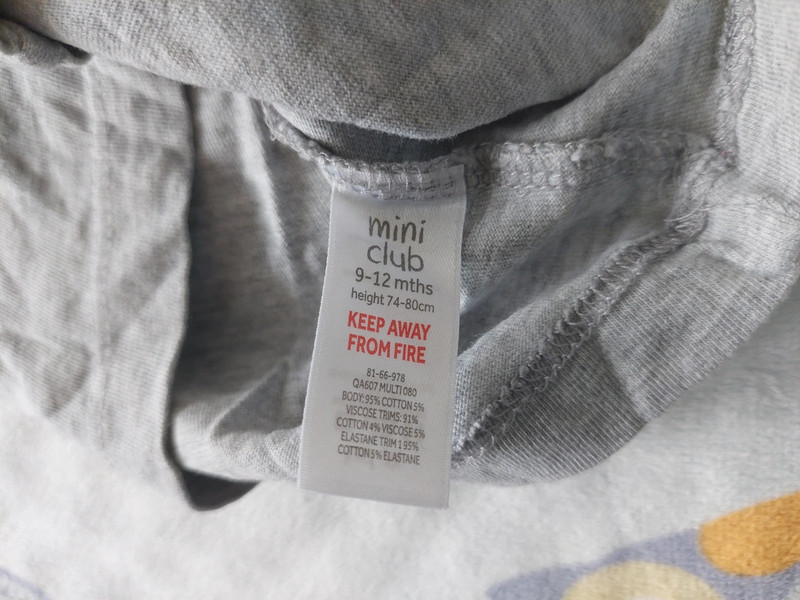 mini
club
9-12 mths
height 74-80cm
KEEP AWAY
FROM FIRE
81-66-978
QA607 MULTI 080
BODY: 95% COTTON 5%
VISCOSE TRIMS: 91%
COTTON 4% VISCOSE 5%
ELASTANE TRIM 1 95%
COTTON 5% ELASTANE